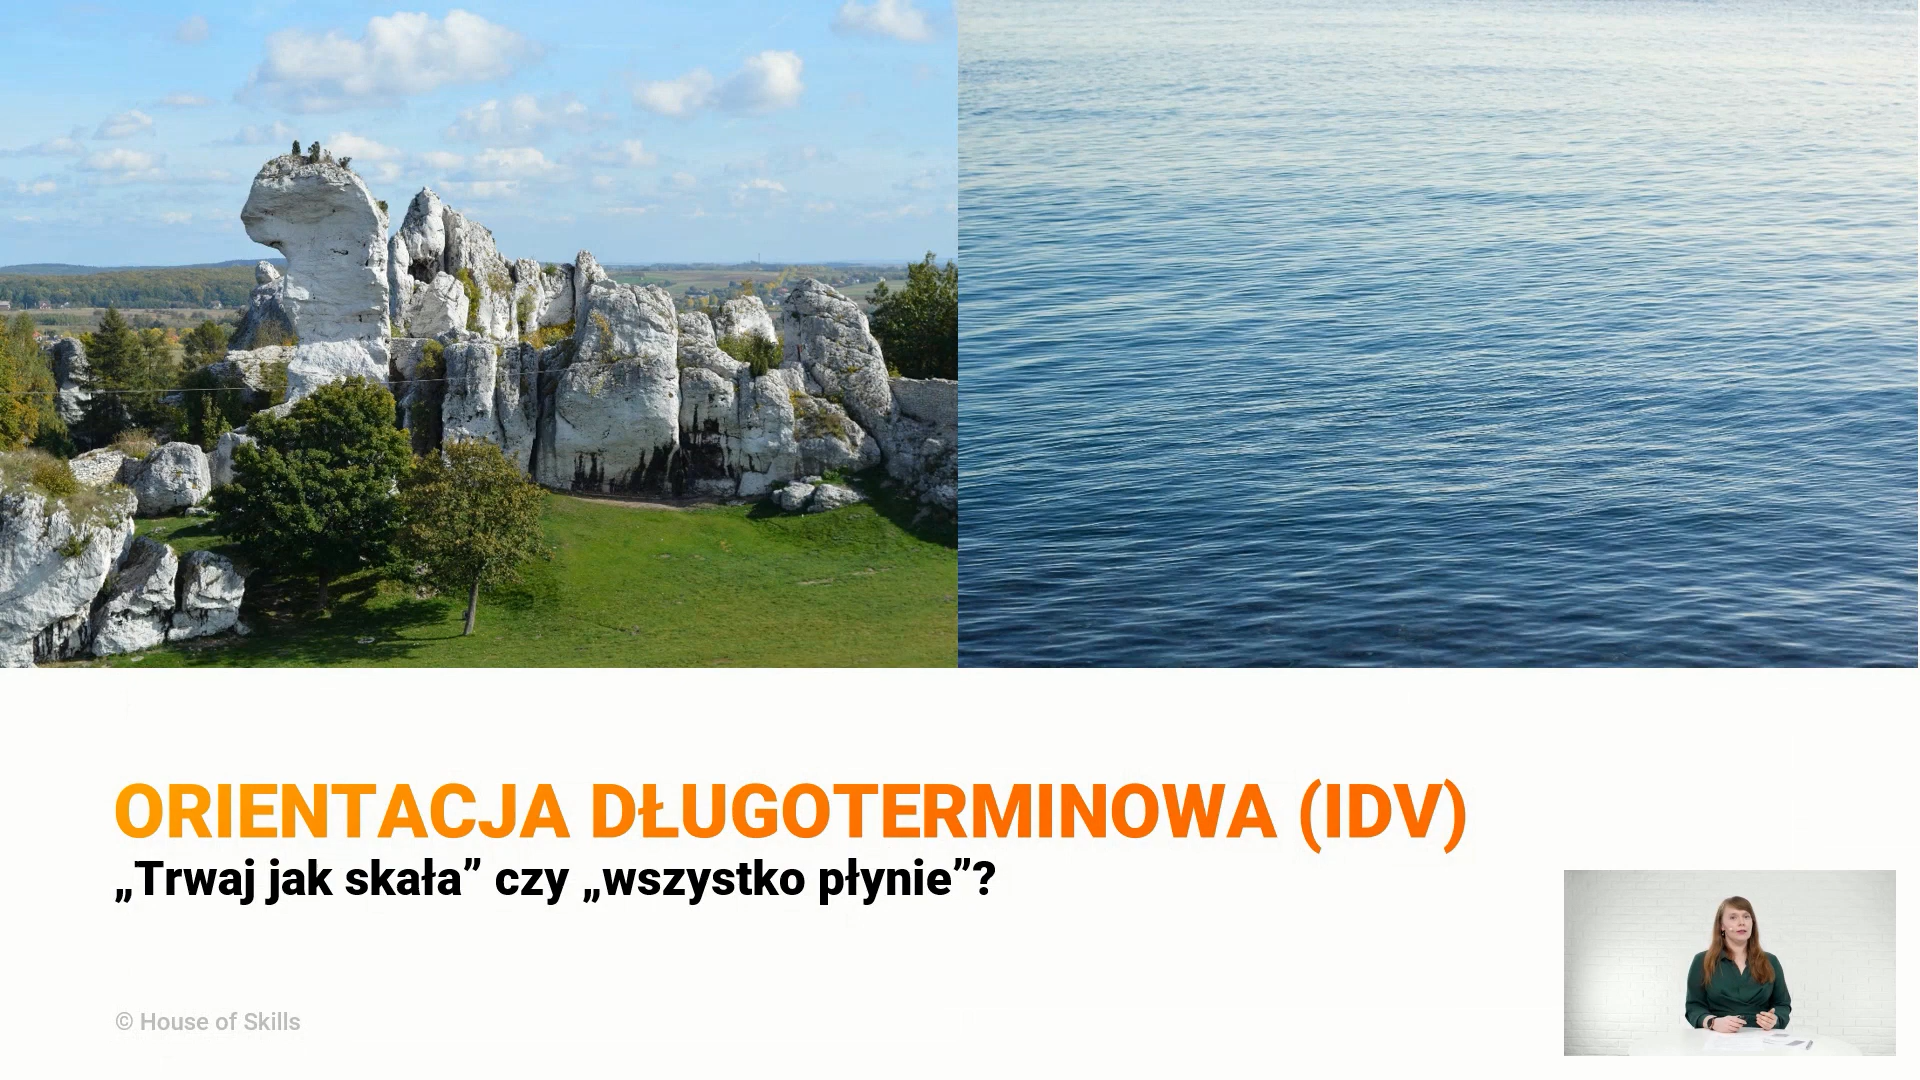 ORIENTACJA DŁUGOTERMINOWA (IDV)
„Trwaj jak skała” czy „wszystko płynie”?
© House of Skills